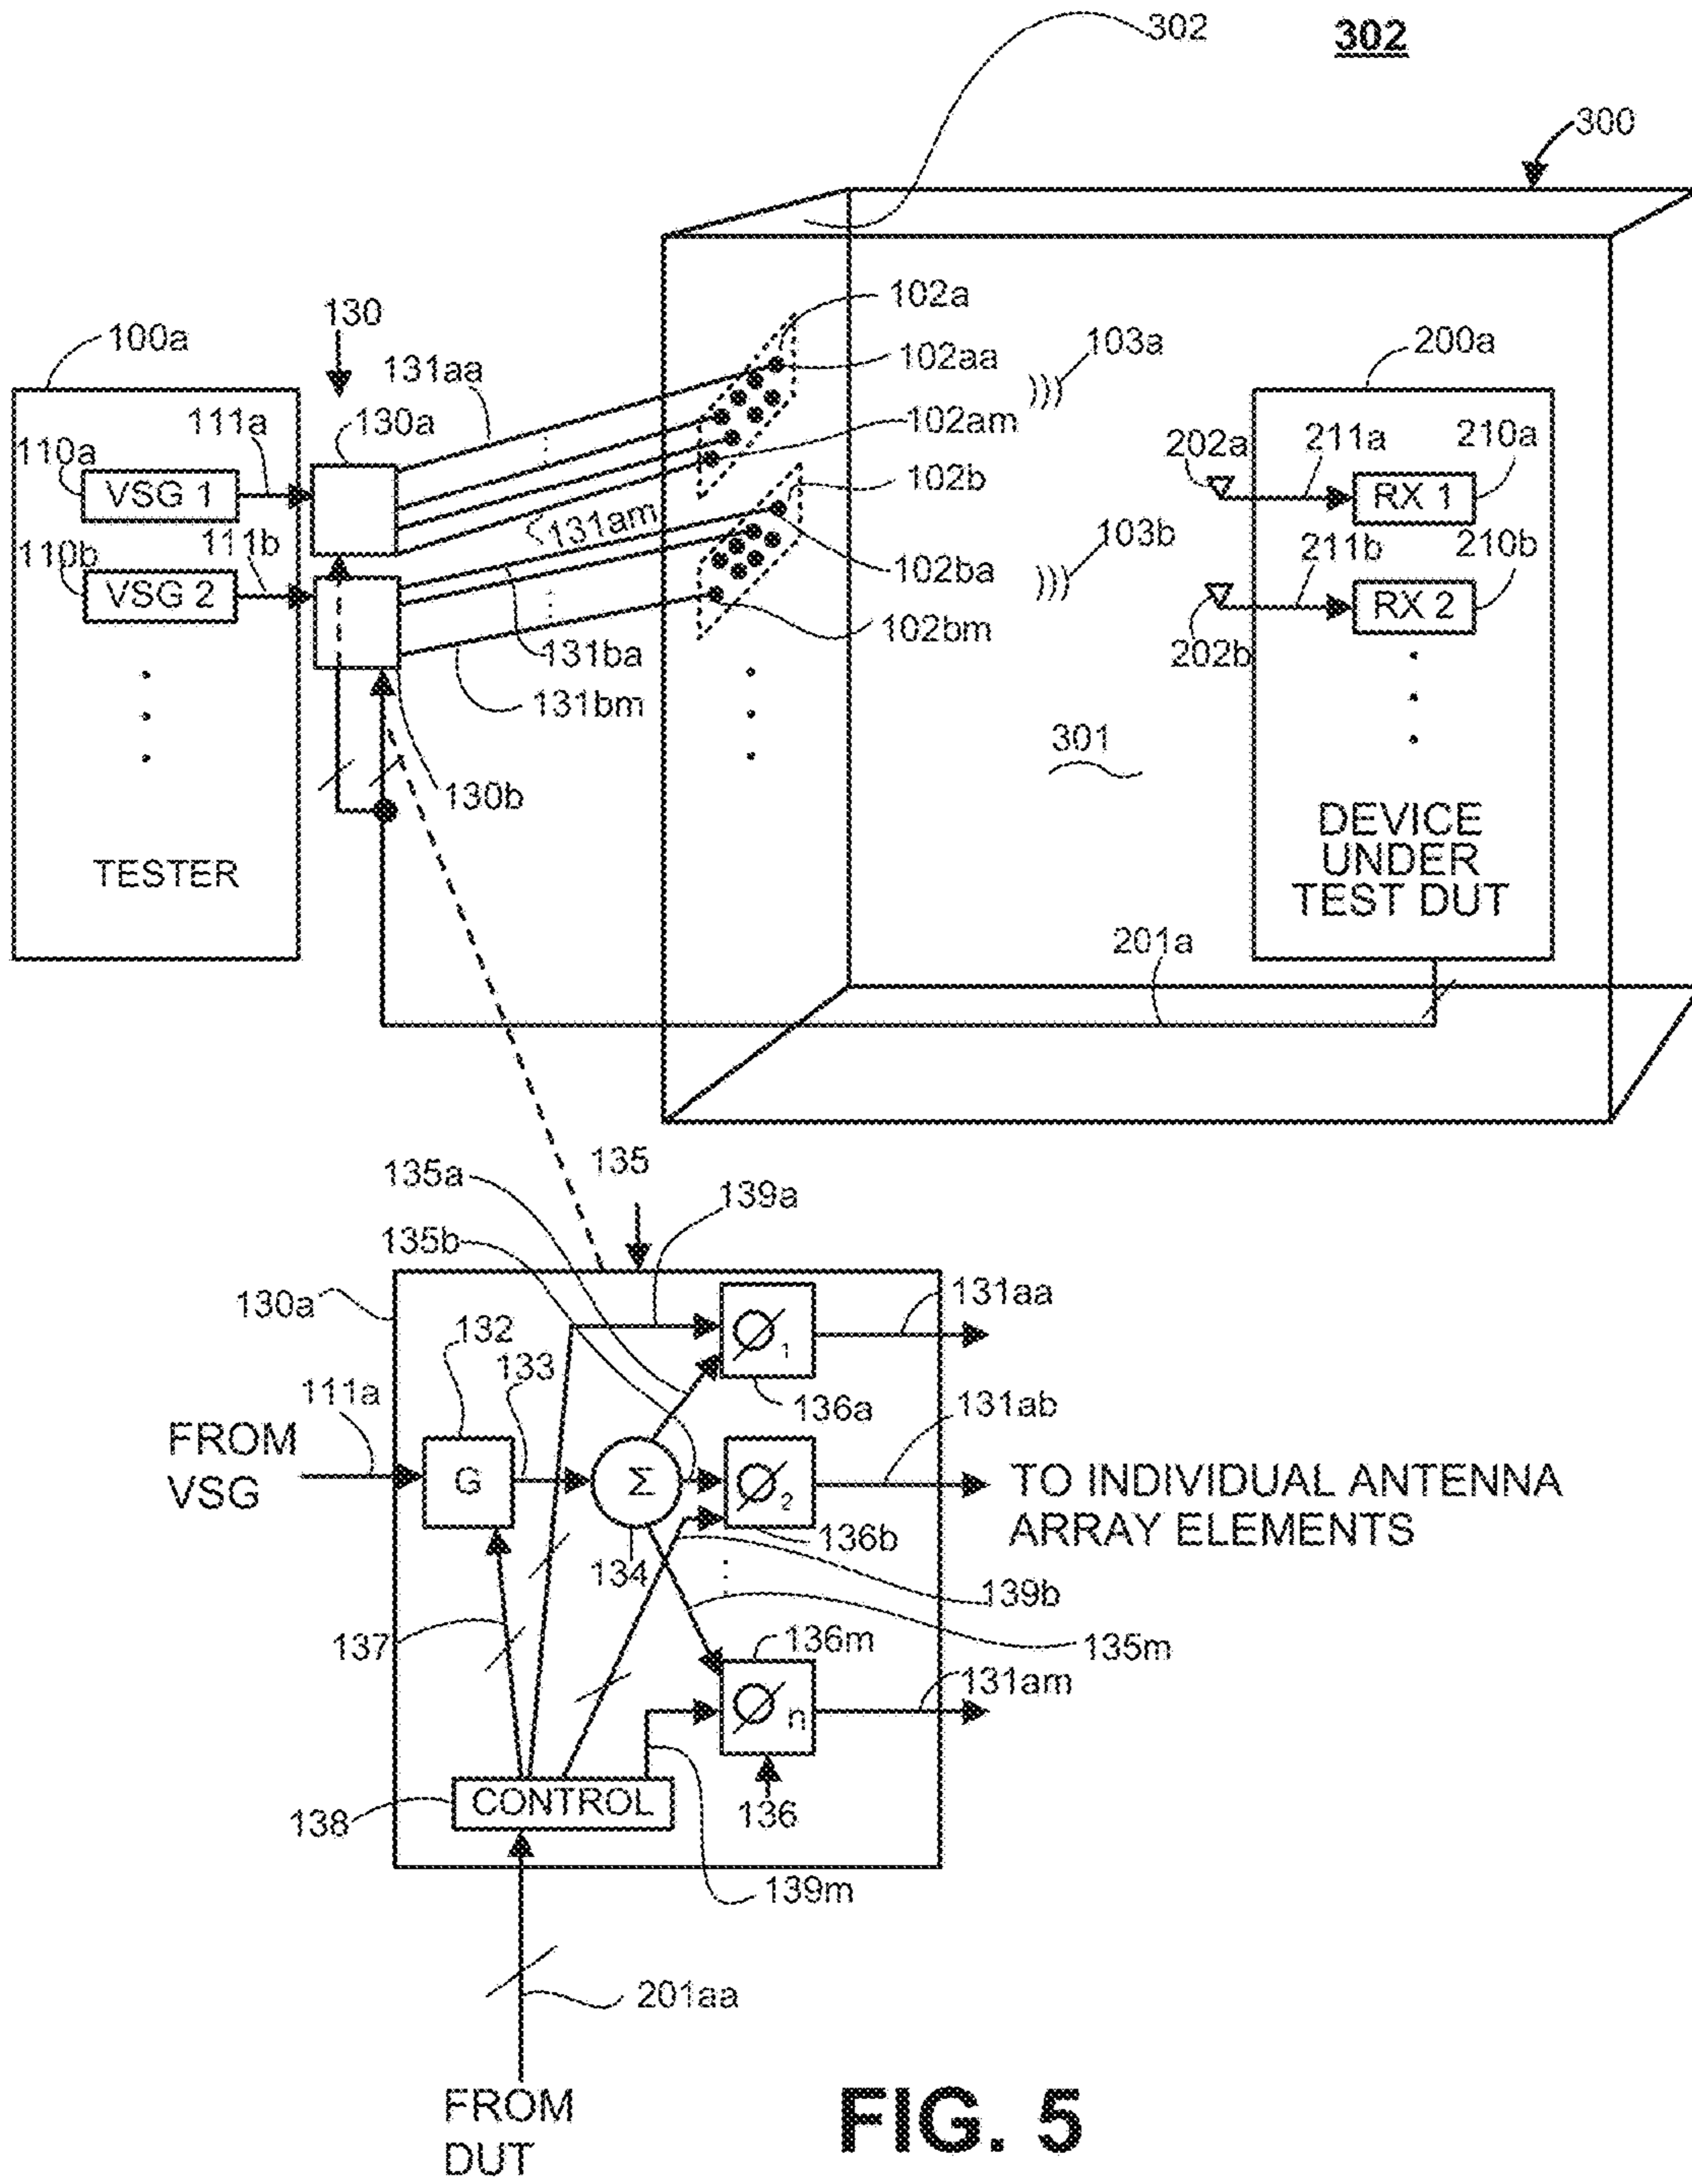 302
302
300
102a
130
100a
103a
200a
131aa
102aa
111a
130a
102am
202a
211a
210a
110a
VSG 1
RX 1
102b
131am
103b
110b
111b
211b
210b
VSG 2
102ba
RX 2
102bm
131ba
202b
131bm
301
130b
DEVICE
UNDER
TEST DUT
TESTER
201a
135a
135
139a
135b
130a
131aa
132
133
Ø1
111a
136a
131ab
FROM
VSG
G
Σ
Ø2
TO INDIVIDUAL ANTENNA
ARRAY ELEMENTS
136b
134
139b
137
136m
135m
131am
Øn
CONTROL
138
136
139m
201aa
FROM
DUT
FIG. 5